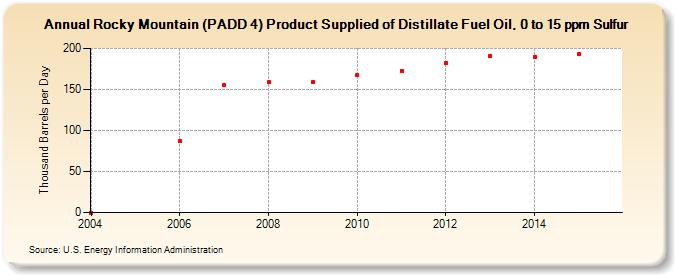 Annual Rocky Mountain (PADD 4) Product Supplied of Distillate Fuel Oil, 0 to 15 ppm Sulfur
Thousand Barrels per Day
200
150
100
50
0
2004 2006 2008 2010 2012 2014
Source: U.S. Energy Information Administration